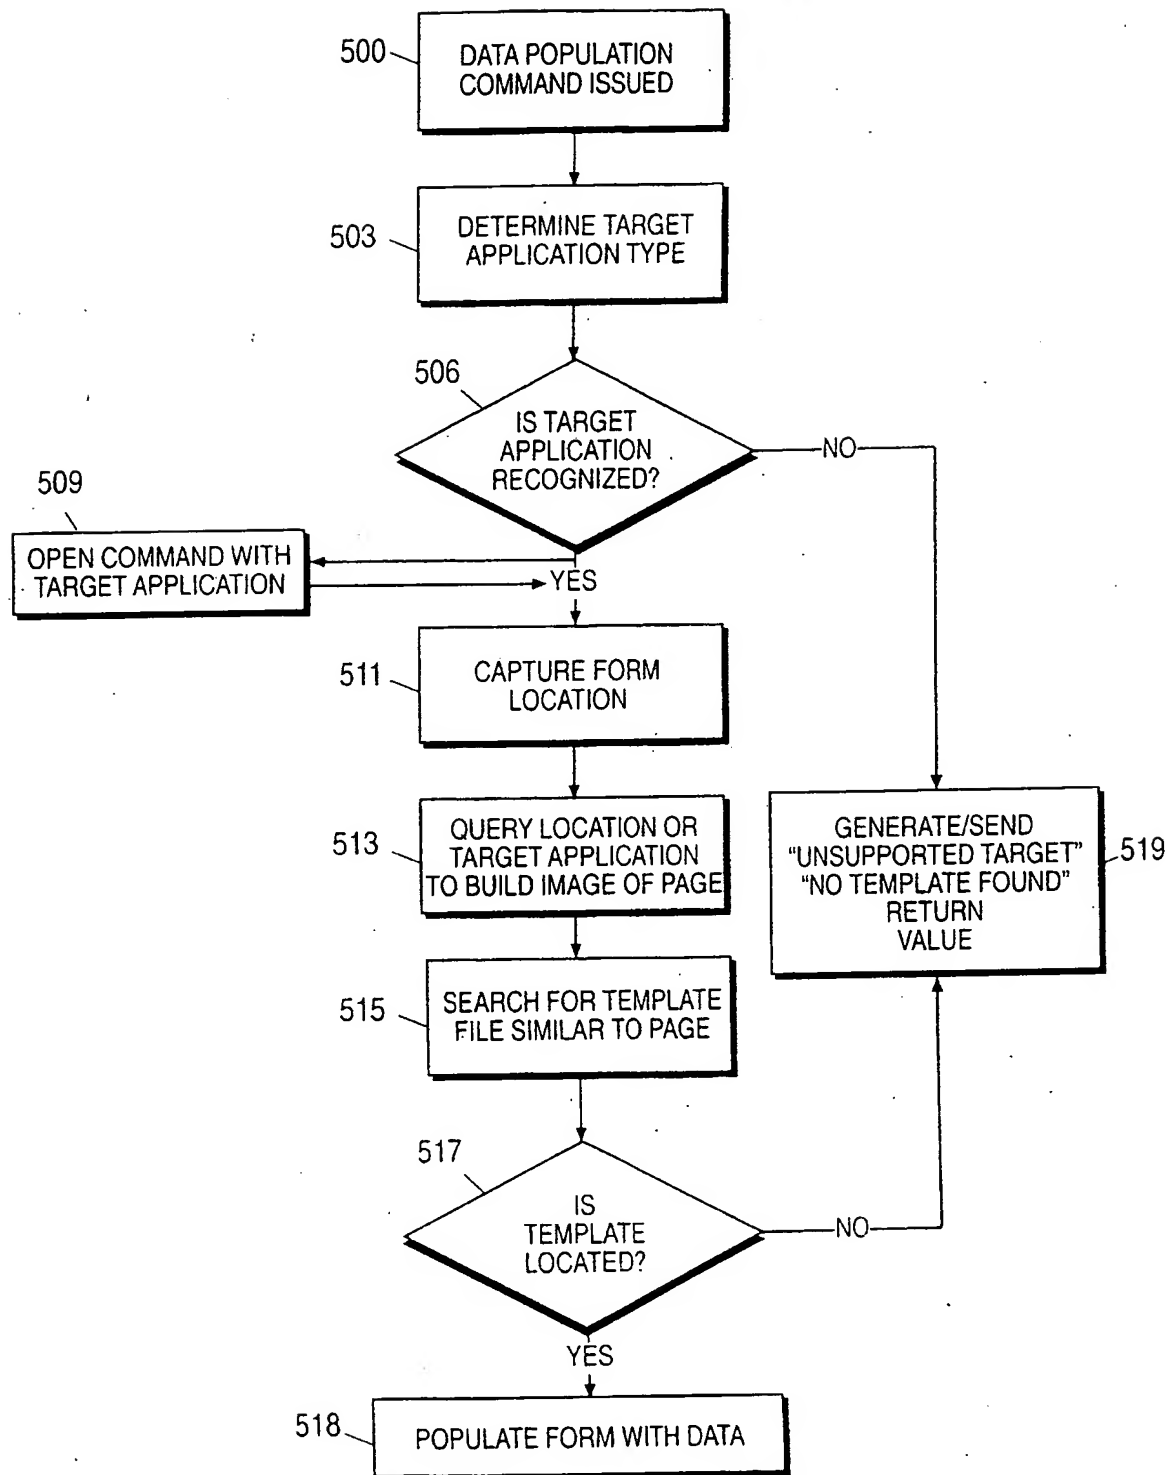 500
DATA POPULATION
COMMAND ISSUED
503
DETERMINE TARGET
APPLICATION TYPE
506
IS TARGET
APPLICATION
RECOGNIZED?
NO
509
OPEN COMMAND WITH
TARGET APPLICATION
YES
511
CAPTURE FORM
LOCATION
513
QUERY LOCATION OR
TARGET APPLICATION
TO BUILD IMAGE OF PAGE
GENERATE/SEND
"UNSUPPORTED TARGET"
"NO TEMPLATE FOUND"
RETURN
VALUE
519
515
SEARCH FOR TEMPLATE
FILE SIMILAR TO PAGE
517
IS
TEMPLATE
LOCATED?
NO
YES
518
POPULATE FORM WITH DATA